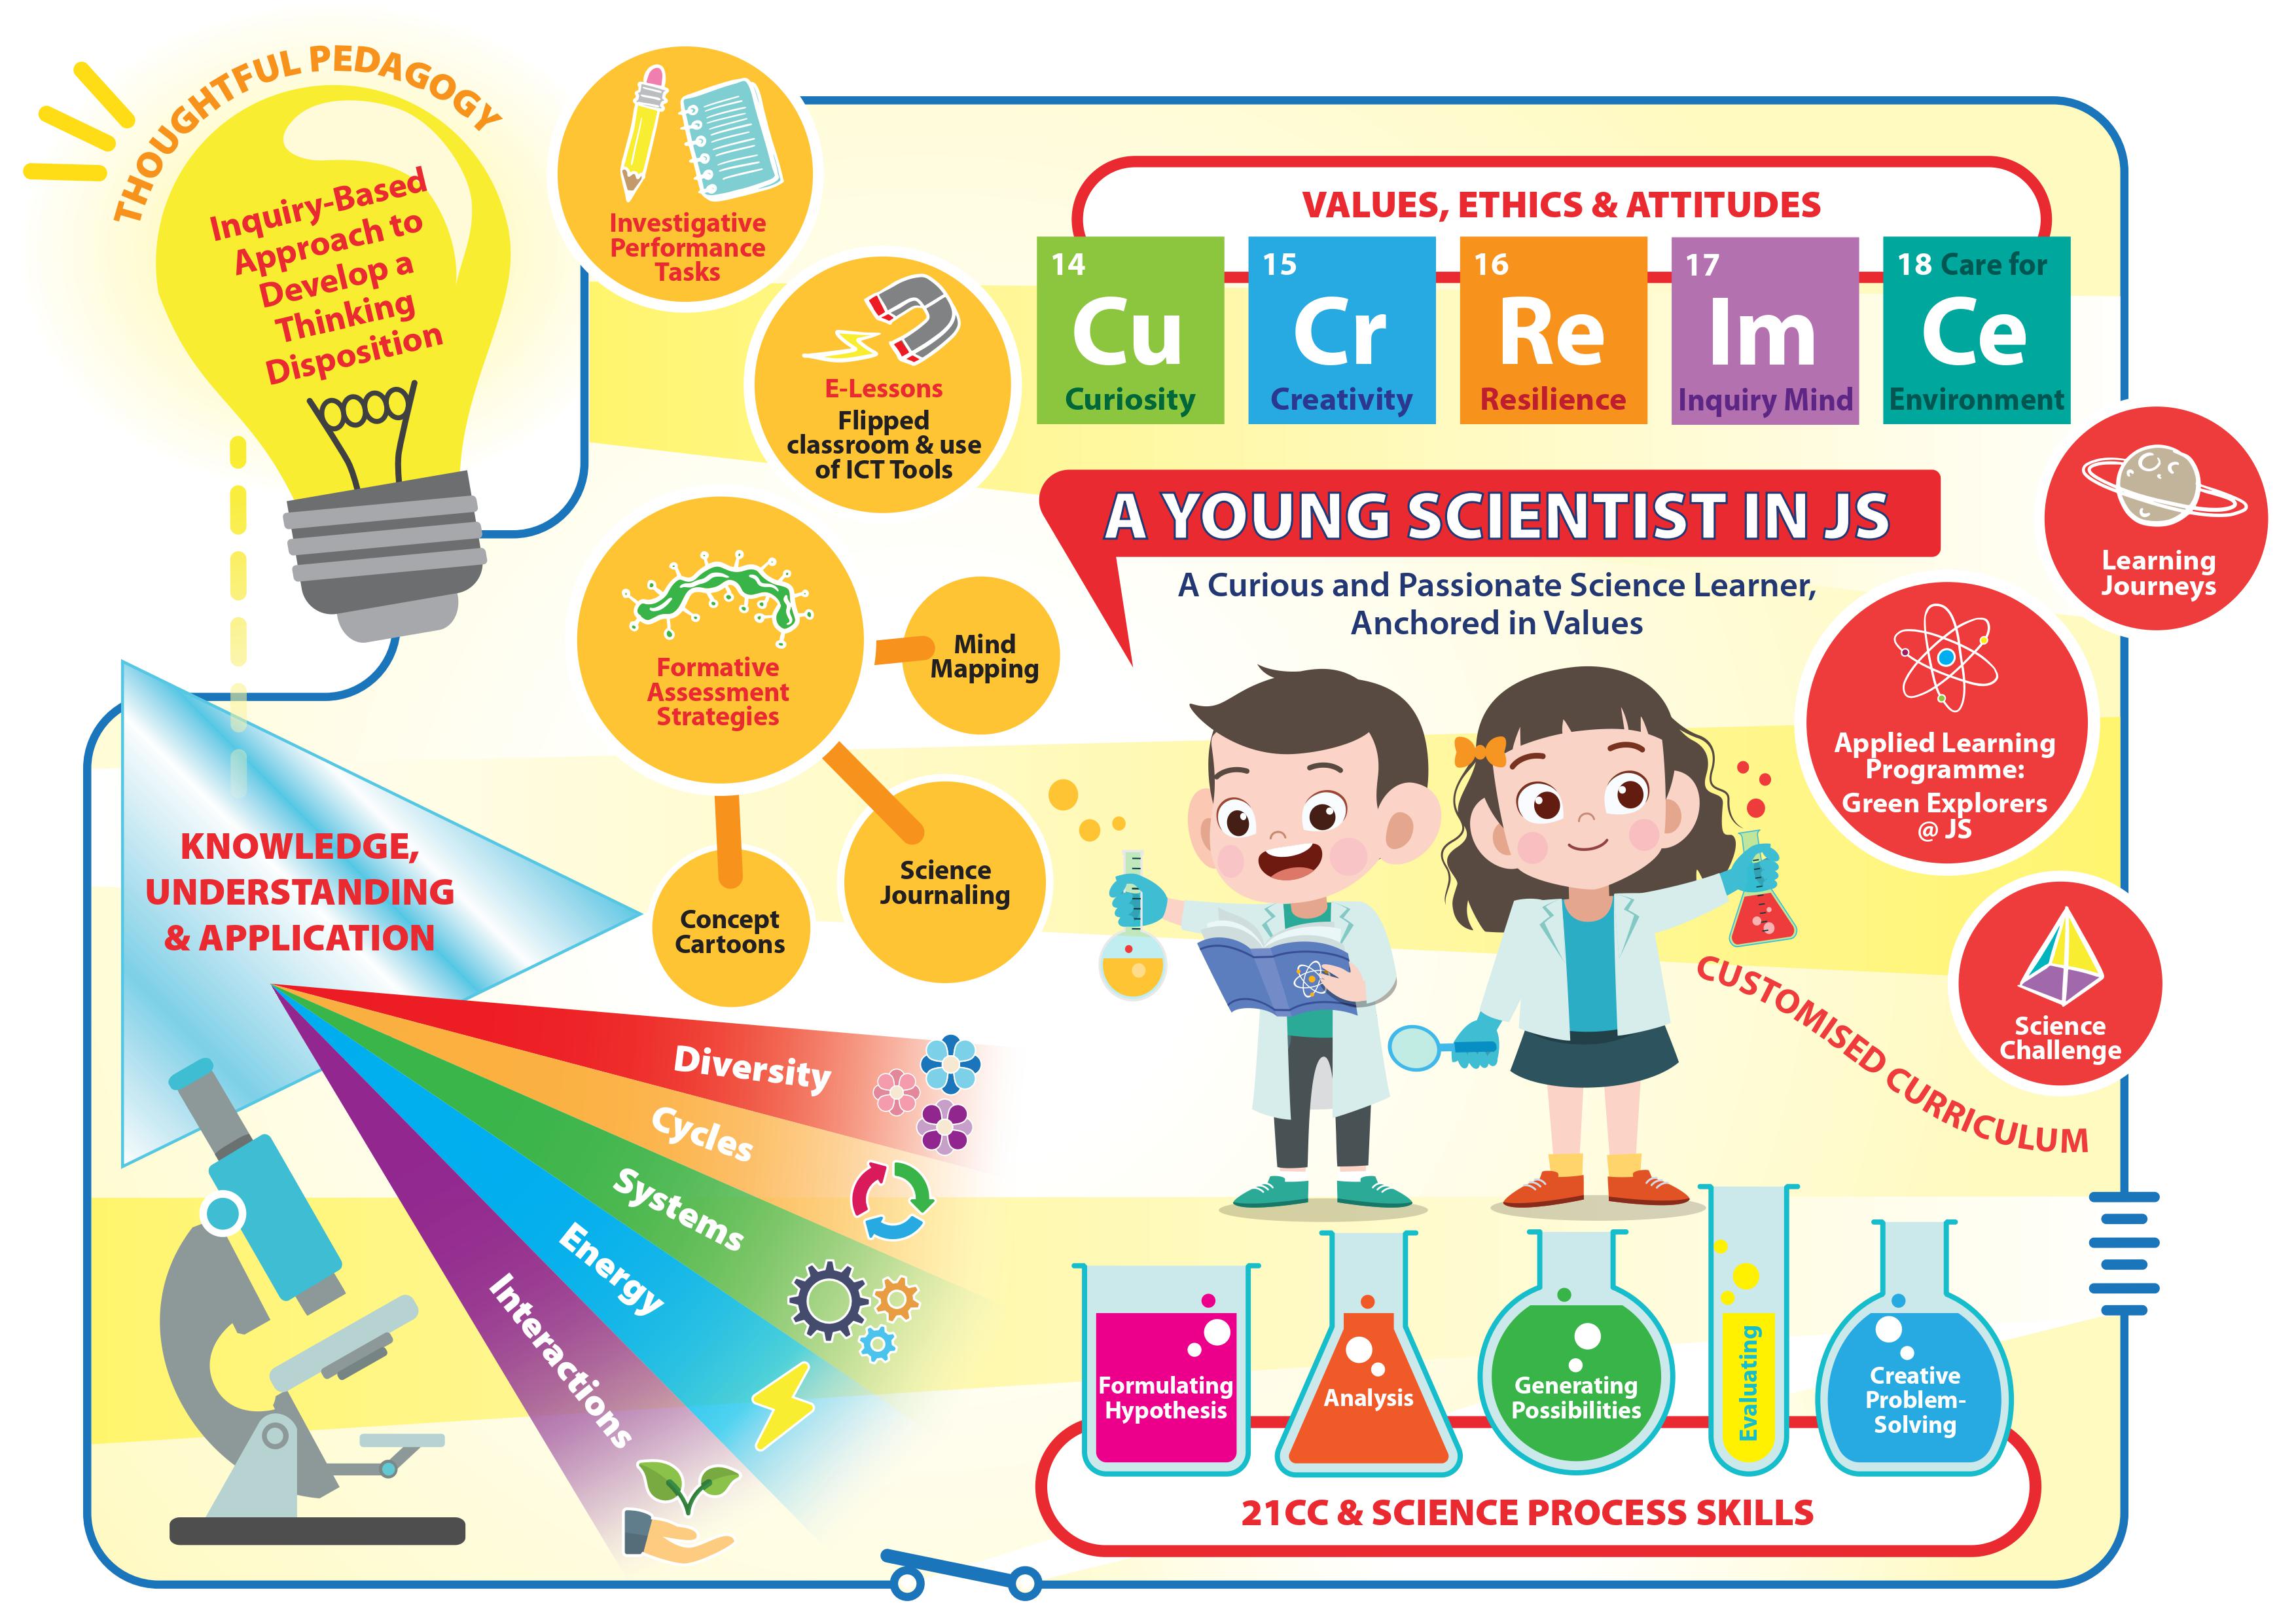 THOUGHTFUL PEDAGOGY
Inquiry-Based
Approach to
Develop a
Thinking
Disposition
Investigative
Performance
Tasks
E-Lessons
Flipped
classroom & use
of ICT Tools
Formative
Assessment
Strategies
Mind
Mapping
Science
Journaling
Concept
Cartoons
VALUES, ETHICS & ATTITUDES
14
Cu
Curiosity
15
Cr
Creativity
16
Re
Resilience
17
Im
Inquiry Mind
18 Care for
Ce
Environment
A YOUNG SCIENTIST IN JS
A Curious and Passionate Science Learner,
Anchored in Values
Learning
Journeys
Applied Learning
Programme:
Green Explorers
@ JS
Science
Challenge
CUSTOMISED CURRICULUM
KNOWLEDGE,
UNDERSTANDING
& APPLICATION
Diversity
Cycles
Systems
Energy
Interactions
Formulating
Hypothesis
Analysis
Generating
Possibilities
Evaluating
Creative
Problem-
Solving
21CC & SCIENCE PROCESS SKILLS